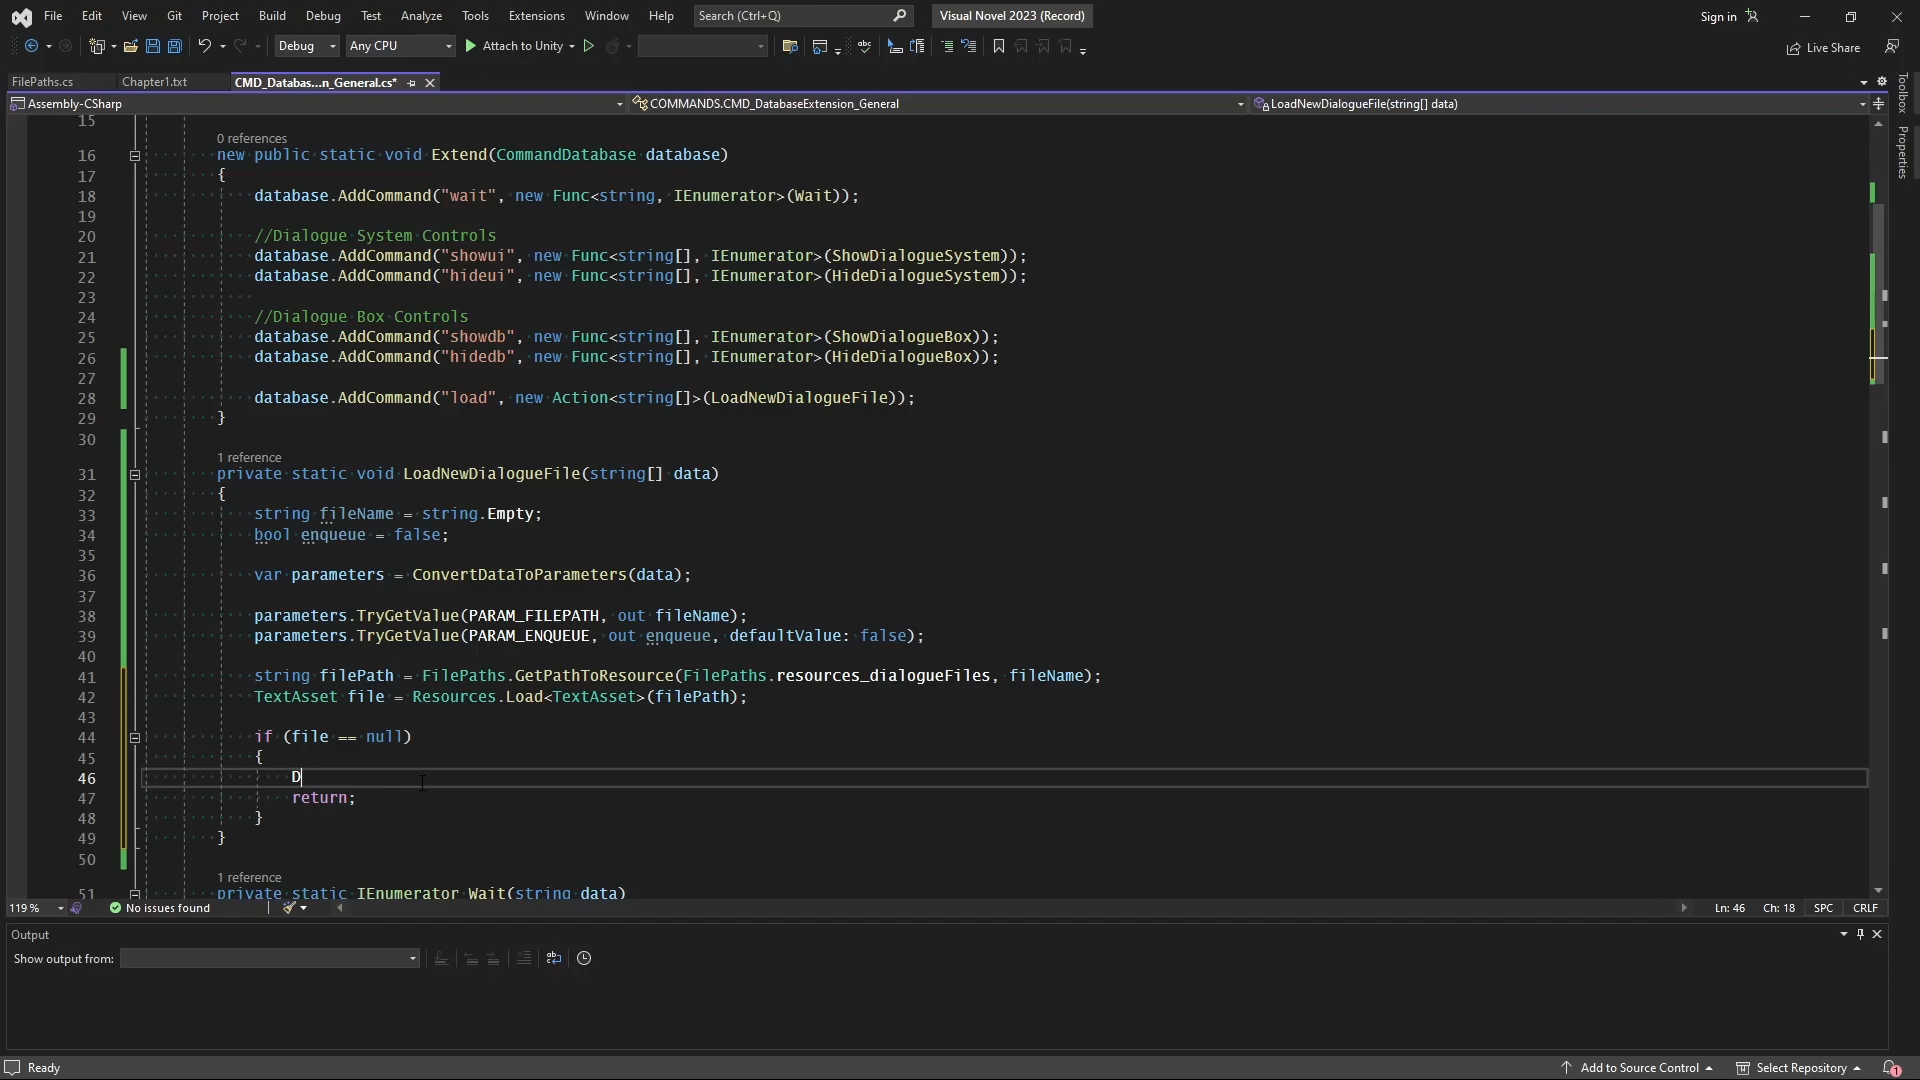 File Edit View Git Project Build Debug Test Analyze Tools Extensions Window Help Search (Ctrl+Q) Visual Novel 2023 (Record) Sign in
Debug Any CPU Attach to Unity Live Share
FilePaths.cs Chapter1.txt CMD_Databas...n_General.cs*
Assembly-CSharp COMMANDS.CMD_DatabaseExtension_General LoadNewDialogueFile(string[] data)
Toolbox
Properties
15
0 references
16 new public static void Extend(CommandDatabase database)
17 {
18 database.AddCommand("wait", new Func<string, IEnumerator>(Wait));
19
20 //Dialogue System Controls
21 database.AddCommand("showui", new Func<string[], IEnumerator>(ShowDialogueSystem));
22 database.AddCommand("hideui", new Func<string[], IEnumerator>(HideDialogueSystem));
23
24 //Dialogue Box Controls
25 database.AddCommand("showdb", new Func<string[], IEnumerator>(ShowDialogueBox));
26 database.AddCommand("hidedb", new Func<string[], IEnumerator>(HideDialogueBox));
27
28 database.AddCommand("load", new Action<string[]>(LoadNewDialogueFile));
29 }
30
1 reference
31 private static void LoadNewDialogueFile(string[] data)
32 {
33 string fileName = string.Empty;
34 bool enqueue = false;
35
36 var parameters = ConvertDataToParameters(data);
37
38 parameters.TryGetValue(PARAM_FILEPATH, out fileName);
39 parameters.TryGetValue(PARAM_ENQUEUE, out enqueue, defaultValue: false);
40
41 string filePath = FilePaths.GetPathToResource(FilePaths.resources_dialogueFiles, fileName);
42 TextAsset file = Resources.Load<TextAsset>(filePath);
43
44 if (file == null)
45 {
46 D
47 return;
48 }
49 }
50
1 reference
51 private static IEnumerator Wait(string data)
119 % No issues found Ln: 46 Ch: 18 SPC CRLF
Output
Show output from:
Ready Add to Source Control Select Repository 1